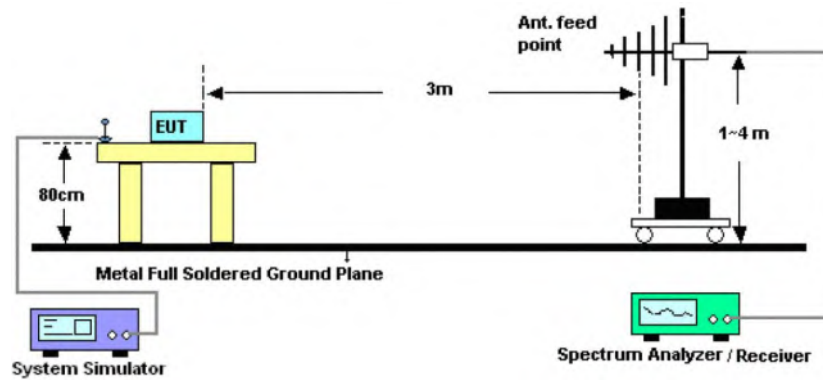 Ant. feed
point
3m
EUT
1~4 m
80cm
Metal Full Soldered Ground Plane
System Simulator
Spectrum Analyzer / Receiver